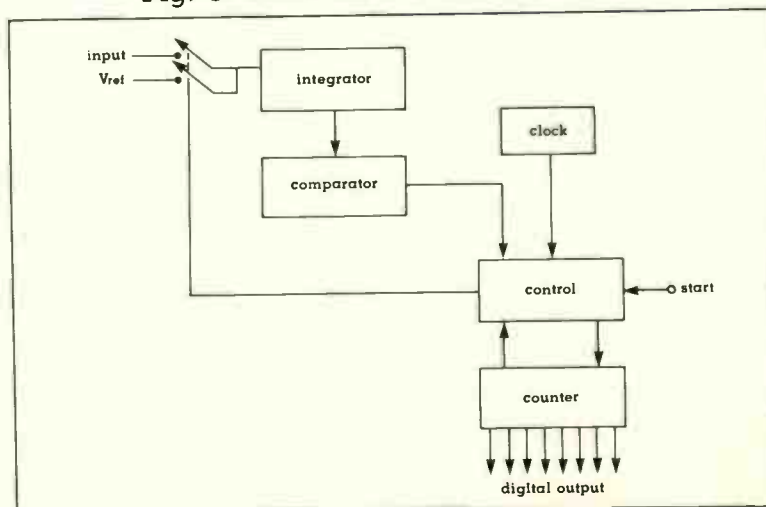 input
Vref
integrator
clock
comparator
control
start
counter
digital output